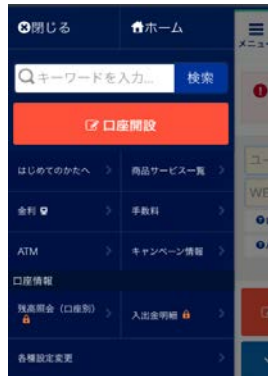 閉じる
ホーム
メニュー
キーワードを入力...
検索
口座開設
はじめてのかたへ
商品サービス一覧
金利
手数料
ATM
キャンペーン情報
口座情報
残高照会（口座別）
入出金明細
各種設定変更